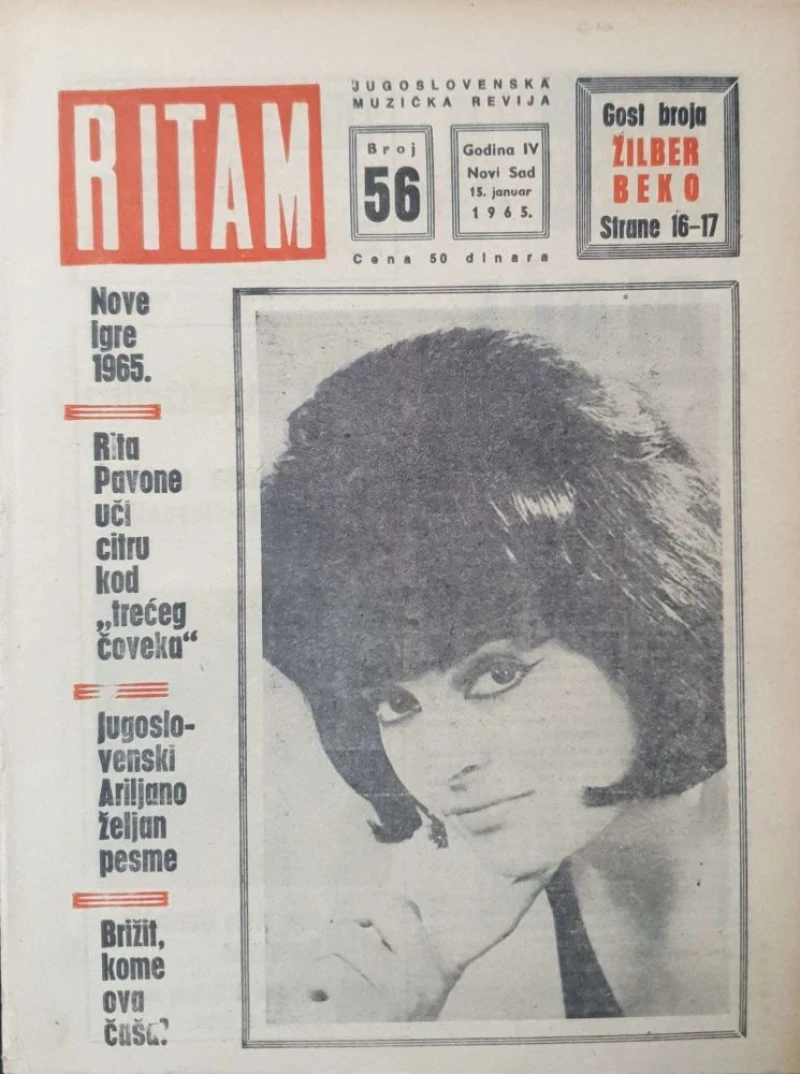 RITAM
JUGOSLOVENSKA
MUZIČKA REVIJA
Broj
56
Godina IV
Novi Sad
15. januar
1965.
Cena 50 dinara
Gost broja
ŽILBER
BEKO
Strane 16–17
Nove
igre
1965.
Rita
Pavone
uči
citru
kod
„trećeg
čoveka“
Jugoslo-
venski
Ariljano
željan
pesme
Brižit,
kome
ova
čaša?